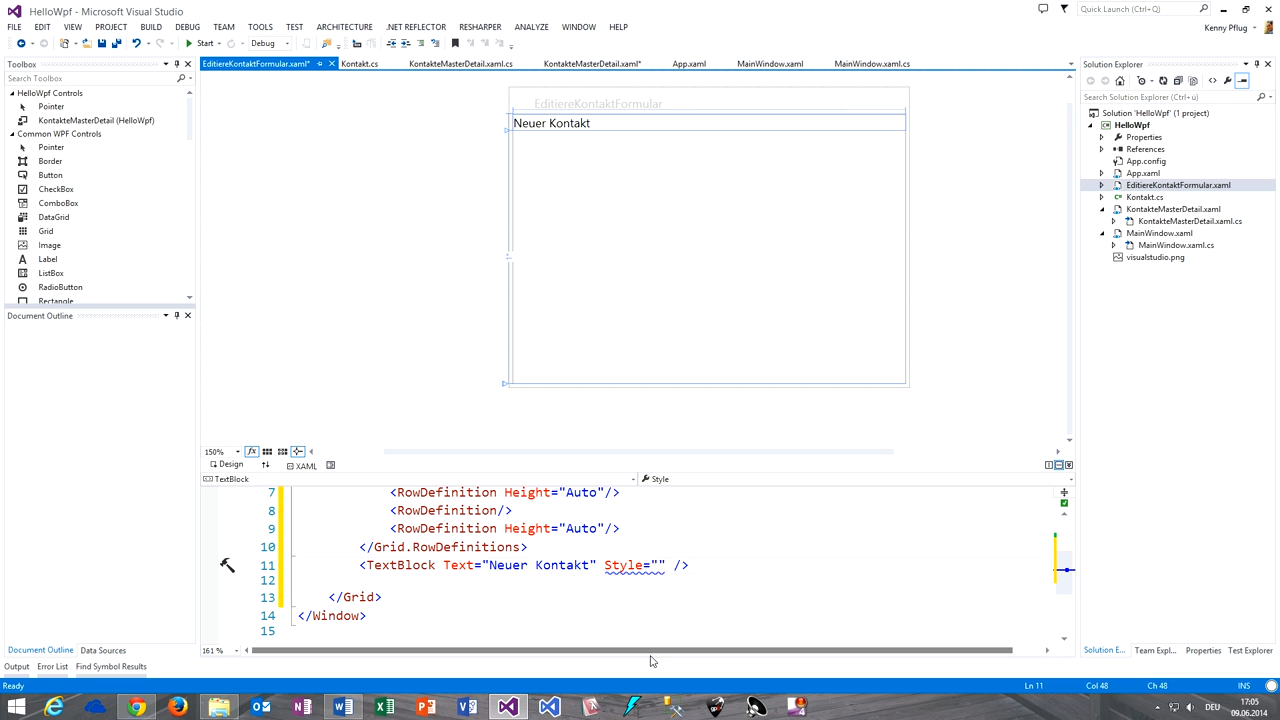 HelloWpf - Microsoft Visual Studio
Quick Launch (Ctrl+Q)
FILE EDIT VIEW PROJECT BUILD DEBUG TEAM TOOLS TEST ARCHITECTURE .NET REFLECTOR RESHARPER ANALYZE WINDOW HELP
Kenny Pflug
Start Debug
Toolbox
EditiereKontaktFormular.xaml* Kontakt.cs KontakteMasterDetail.xaml.cs KontakteMasterDetail.xaml* App.xaml MainWindow.xaml MainWindow.xaml.cs
Solution Explorer
Search Toolbox
HelloWpf Controls
Pointer
KontakteMasterDetail (HelloWpf)
Common WPF Controls
Pointer
Border
Button
CheckBox
ComboBox
DataGrid
Grid
Image
Label
ListBox
RadioButton
Rectangle
Document Outline
EditiereKontaktFormular
Neuer Kontakt
Search Solution Explorer (Ctrl+ü)
Solution 'HelloWpf' (1 project)
HelloWpf
Properties
References
App.config
App.xaml
EditiereKontaktFormular.xaml
Kontakt.cs
KontakteMasterDetail.xaml
KontakteMasterDetail.xaml.cs
MainWindow.xaml
MainWindow.xaml.cs
visualstudio.png
150% fx
Design XAML
TextBlock Style
7 <RowDefinition Height="Auto"/>
8 <RowDefinition/>
9 <RowDefinition Height="Auto"/>
10 </Grid.RowDefinitions>
11 <TextBlock Text="Neuer Kontakt" Style="" />
12
13 </Grid>
14 </Window>
15
161 %
Document Outline Data Sources
Solution E... Team Expl... Properties Test Explorer
Output Error List Find Symbol Results
Ready Ln 11 Col 48 Ch 48 INS
DEU
17:05
09.06.2014